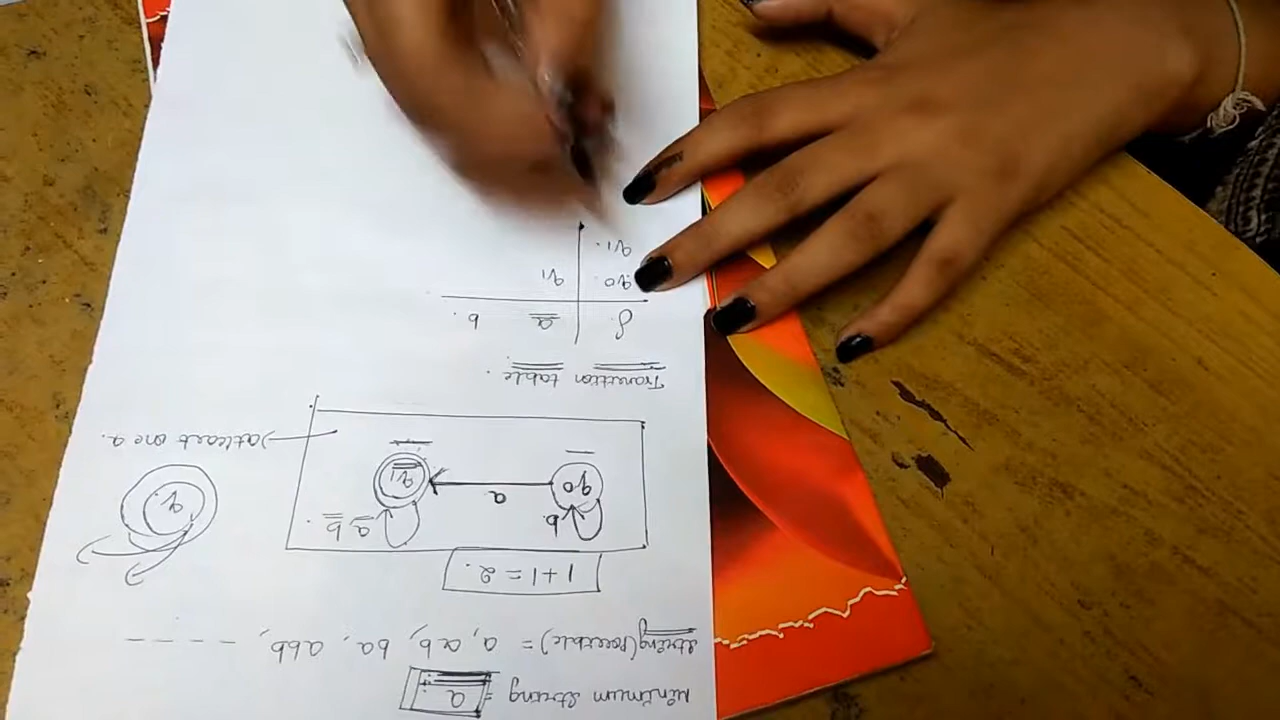 Minimum string = a
string(possible) = a, ab, ba, abb, - - - -
1+1=2.
b a a, b.
q0 q1 q.
)atleast one a.
Transition table.
δ. a b.
q0. q1
q1.